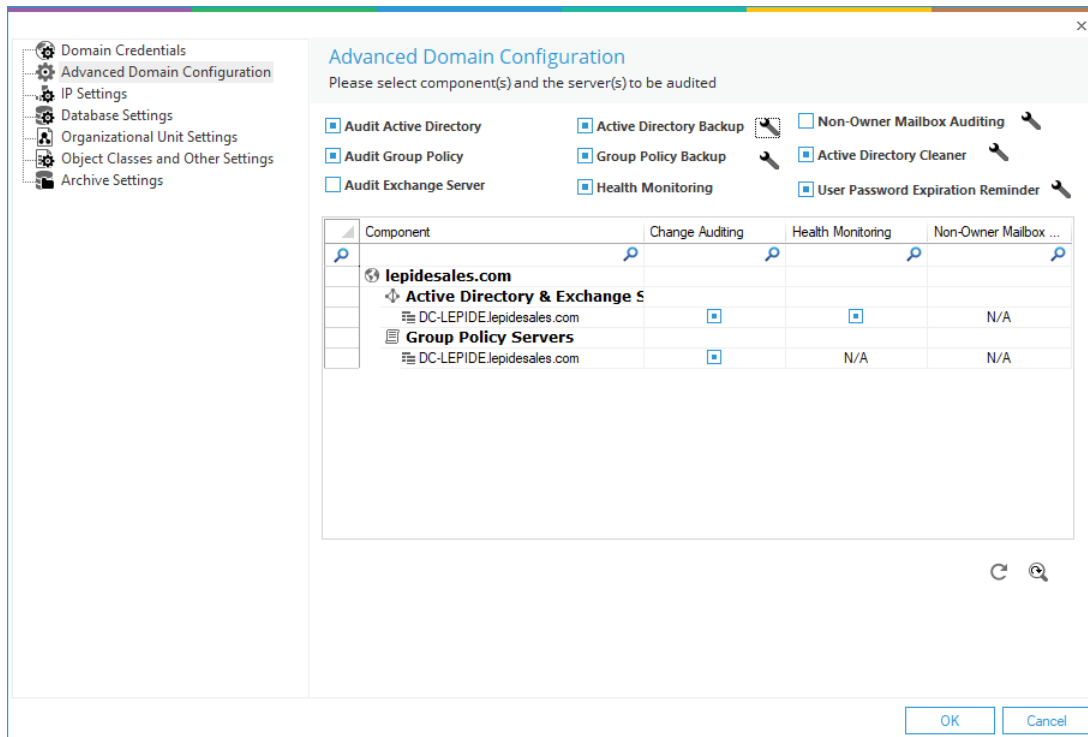 Domain Credentials
Advanced Domain Configuration
IP Settings
Database Settings
Organizational Unit Settings
Object Classes and Other Settings
Archive Settings
Advanced Domain Configuration
Please select component(s) and the server(s) to be audited
Audit Active Directory
Active Directory Backup
Non-Owner Mailbox Auditing
Audit Group Policy
Group Policy Backup
Active Directory Cleaner
Audit Exchange Server
Health Monitoring
User Password Expiration Reminder
Component Change Auditing Health Monitoring Non-Owner Mailbox ...
lepidesales.com
Active Directory & Exchange S
DC-LEPIDE.lepidesales.com N/A
Group Policy Servers
DC-LEPIDE.lepidesales.com N/A N/A
OK Cancel